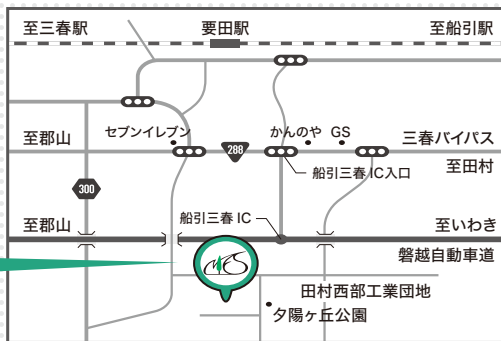 至三春駅 要田駅 至船引駅
至郡山 セブンイレブン 288 かんのや GS 三春バイパス
船引三春IC入口 至田村
300
至郡山 船引三春IC 至いわき
磐越自動車道
田村西部工業団地
夕陽ヶ丘公園